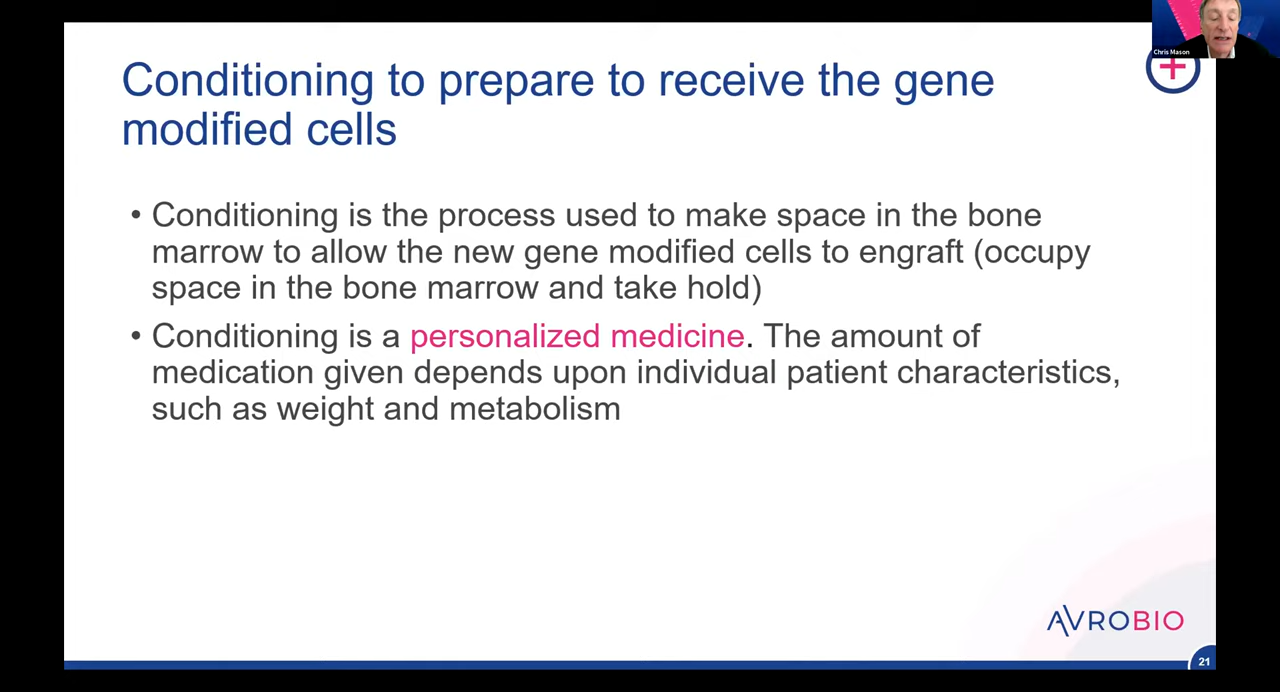 Chris Mason
Conditioning to prepare to receive the gene
modified cells
• Conditioning is the process used to make space in the bone
marrow to allow the new gene modified cells to engraft (occupy
space in the bone marrow and take hold)
• Conditioning is a personalized medicine. The amount of
medication given depends upon individual patient characteristics,
such as weight and metabolism
AVROBIO
21